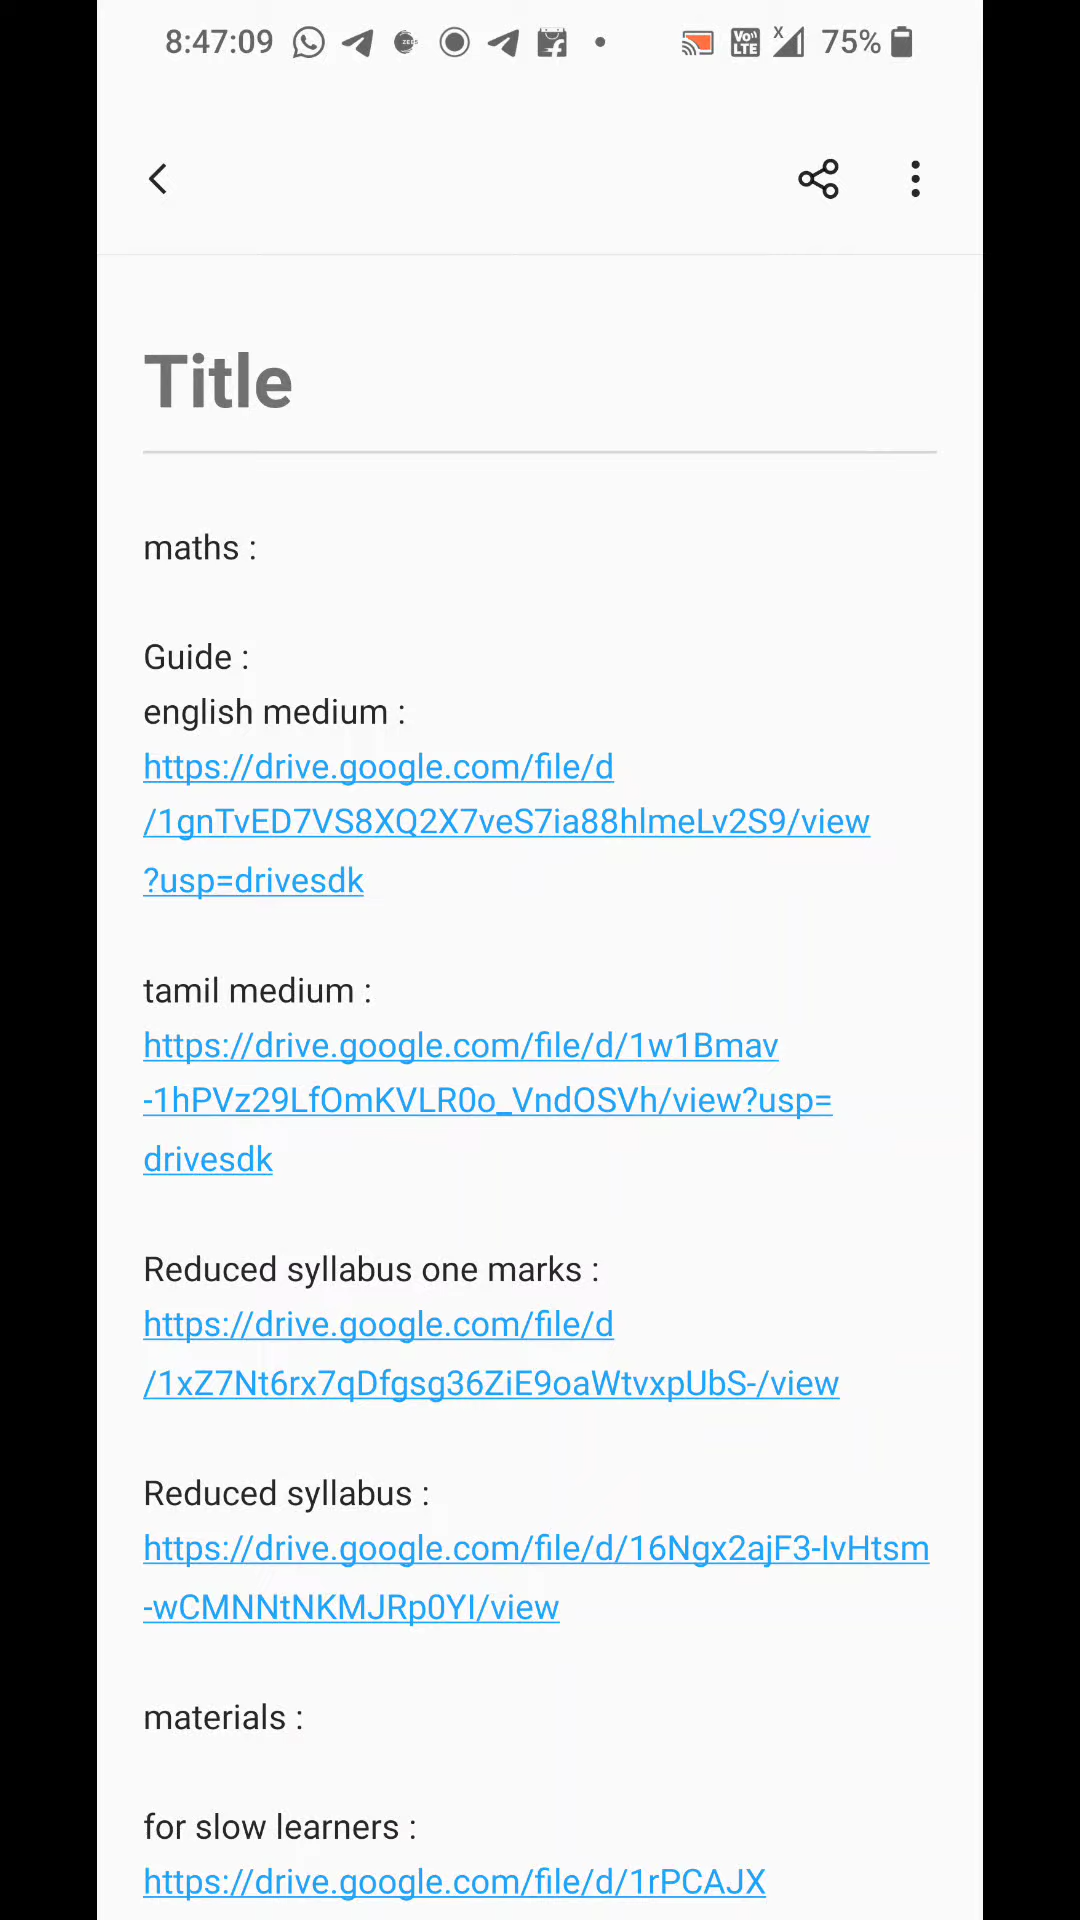 8:47:09 75%
Title
maths :
Guide :
english medium :
https://drive.google.com/file/d
/1gnTvED7VS8XQ2X7veS7ia88hlmeLv2S9/view
?usp=drivesdk
tamil medium :
https://drive.google.com/file/d/1w1Bmav
-1hPVz29LfOmKVLR0o_VndOSVh/view?usp=
drivesdk
Reduced syllabus one marks :
https://drive.google.com/file/d
/1xZ7Nt6rx7qDfgsg36ZiE9oaWtvxpUbS-/view
Reduced syllabus :
https://drive.google.com/file/d/16Ngx2ajF3-IvHtsm
-wCMNNtNKMJRp0YI/view
materials :
for slow learners :
https://drive.google.com/file/d/1rPCAJX